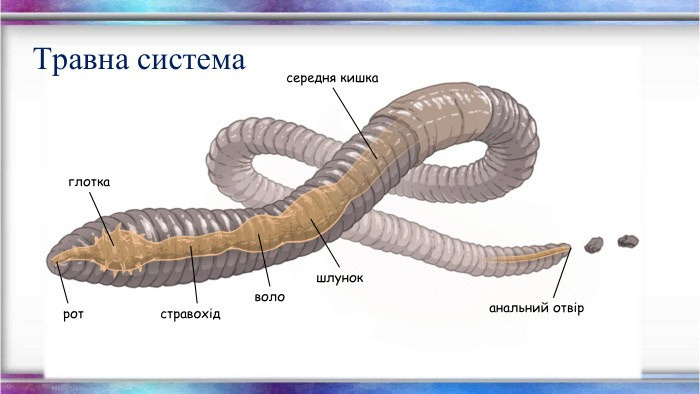 Травна система
середня кишка
глотка
шлунок
воло
анальний отвір
рот
стравохід